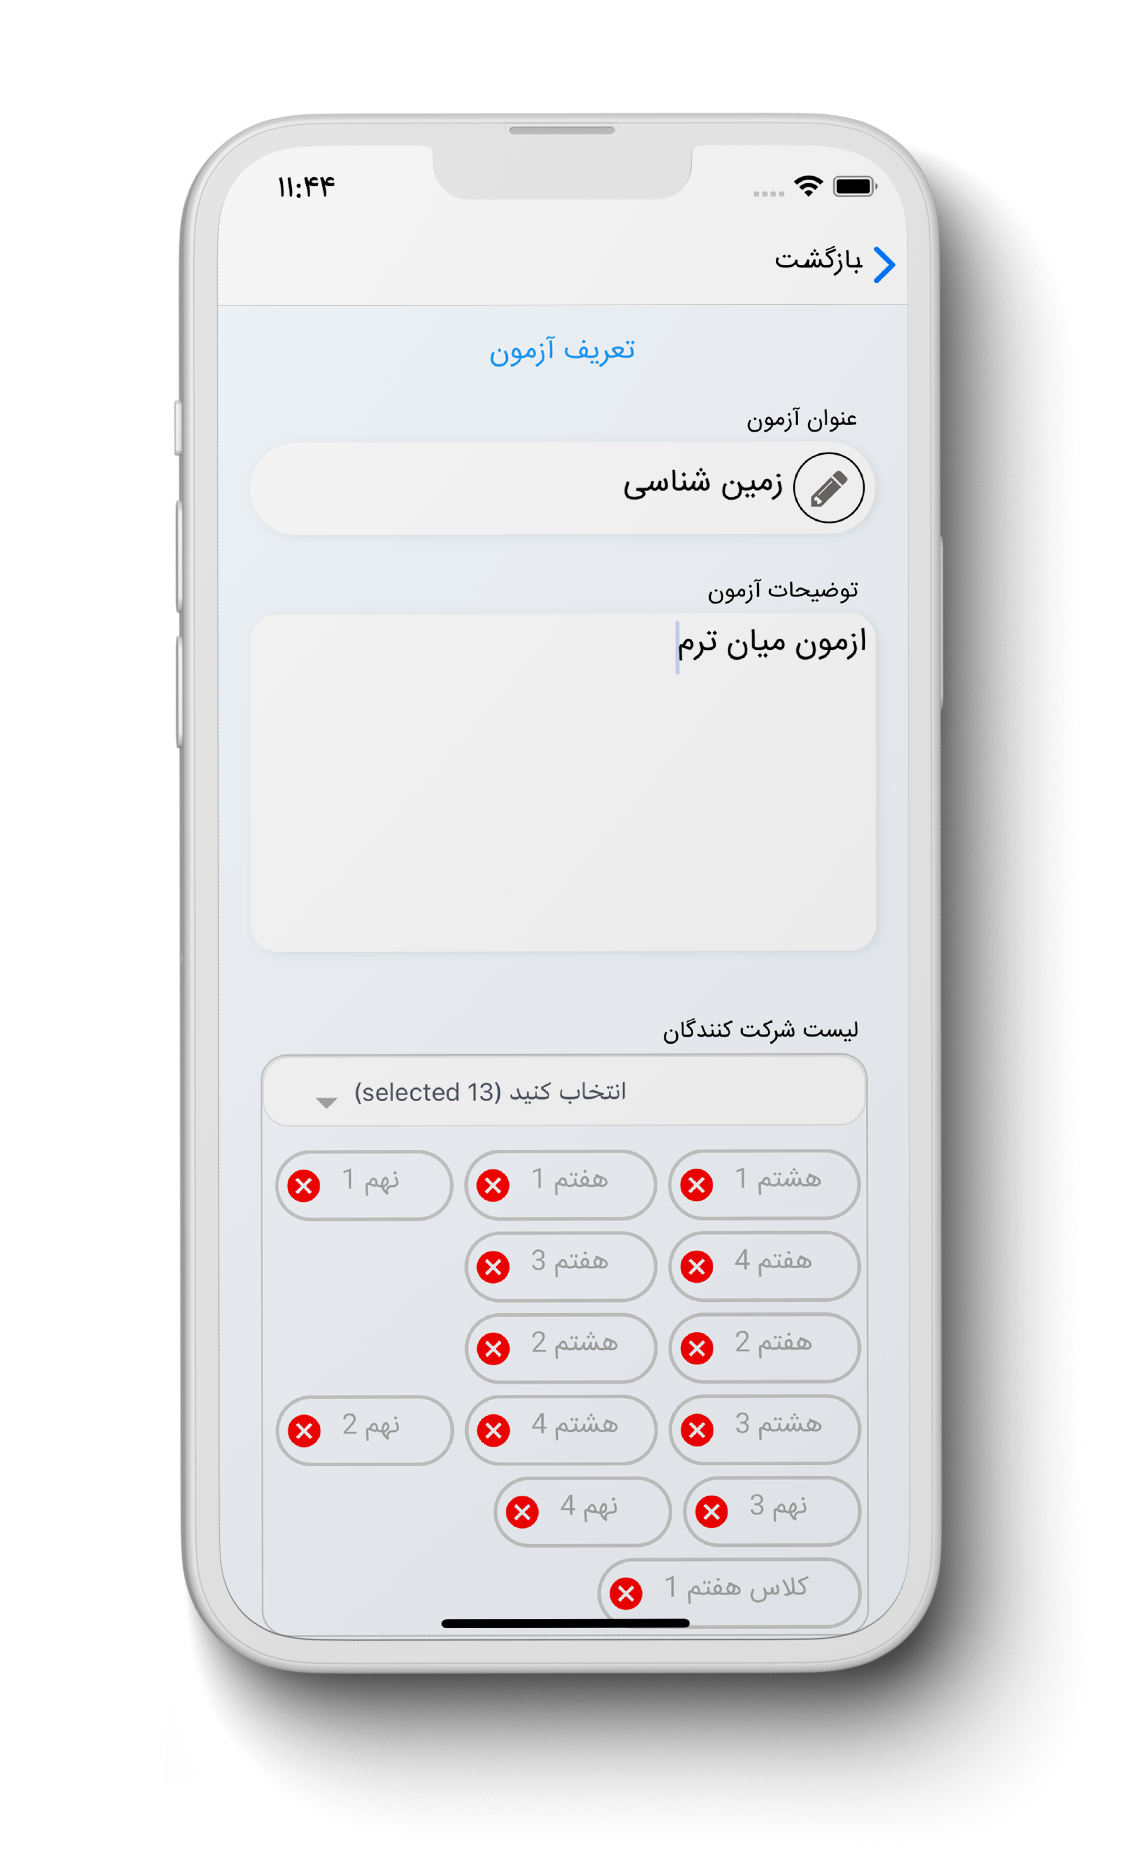 ۱۱:۴۴
بازگشت
تعریف آزمون
عنوان آزمون
زمین شناسی
توضیحات آزمون
ازمون میان ترم
لیست شرکت کنندگان
انتخاب کنید (13 selected)
هشتم 1 هفتم 1 نهم 1
هفتم 4 هفتم 3
هفتم 2 هشتم 2
هشتم 3 هشتم 4 نهم 2
نهم 3 نهم 4
کلاس هفتم 1